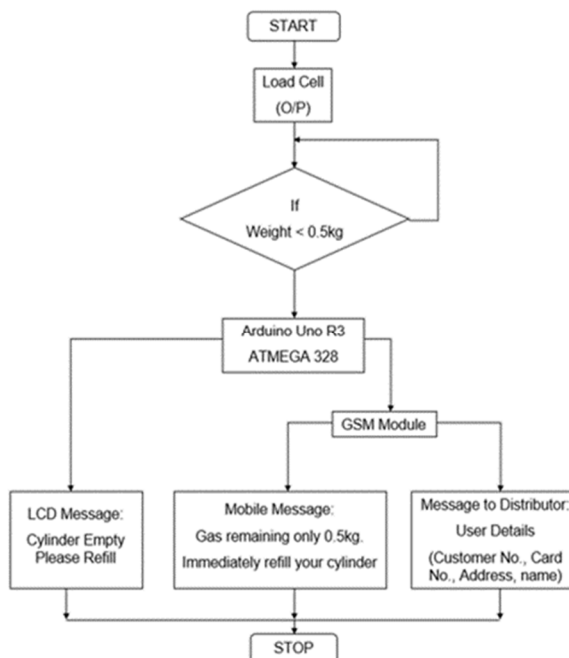 START
Load Cell
(O/P)
If
Weight < 0.5kg
Arduino Uno R3
ATMEGA 328
GSM Module
LCD Message:
Cylinder Empty
Please Refill
Mobile Message:
Gas remaining only 0.5kg.
Immediately refill your cylinder
Message to Distributor:
User Details
(Customer No., Card
No., Address, name)
STOP